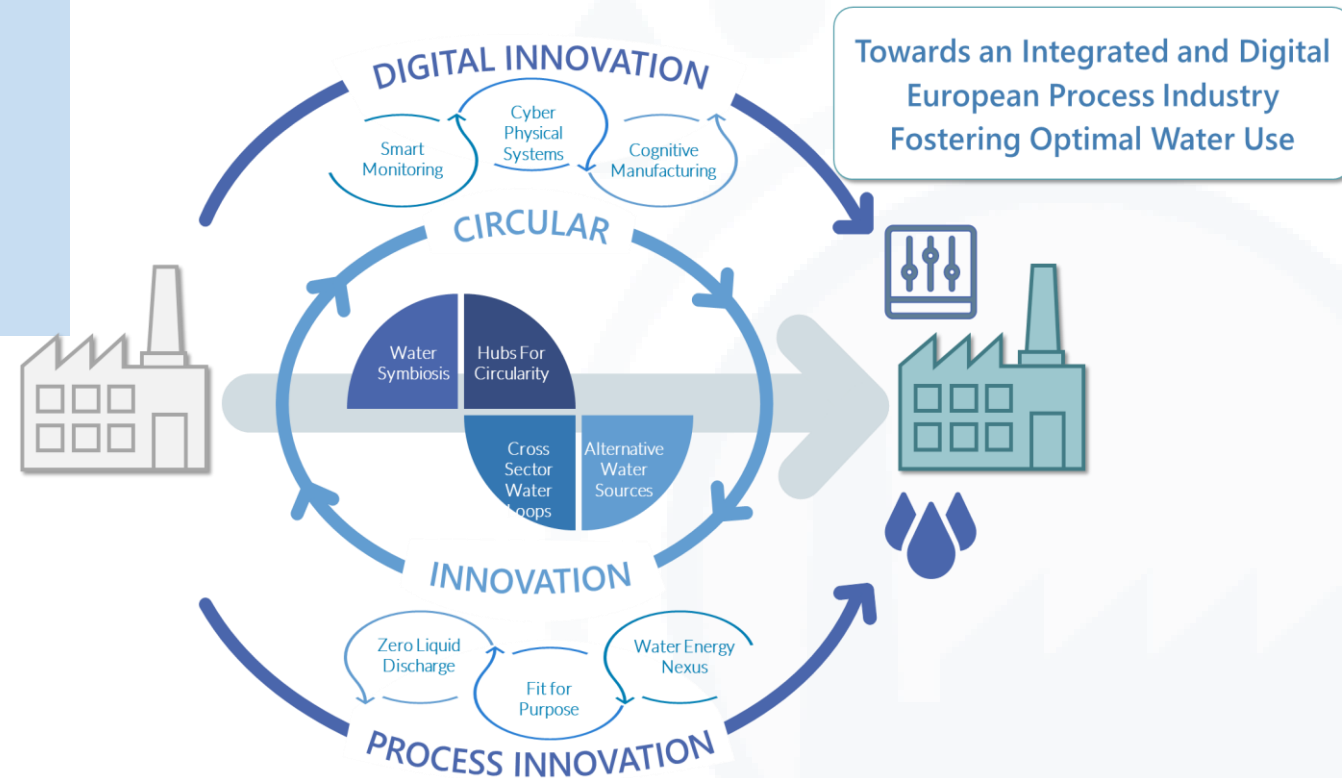 Towards an Integrated and Digital
European Process Industry
Fostering Optimal Water Use
DIGITAL INNOVATION
Smart
Monitoring
Cyber
Physical
Systems
Cognitive
Manufacturing
CIRCULAR
Water
Symbiosis
Hubs For
Circularity
Cross
Sector
Water
Loops
Alternative
Water
Sources
INNOVATION
Zero Liquid
Discharge
Fit for
Purpose
Water Energy
Nexus
PROCESS INNOVATION